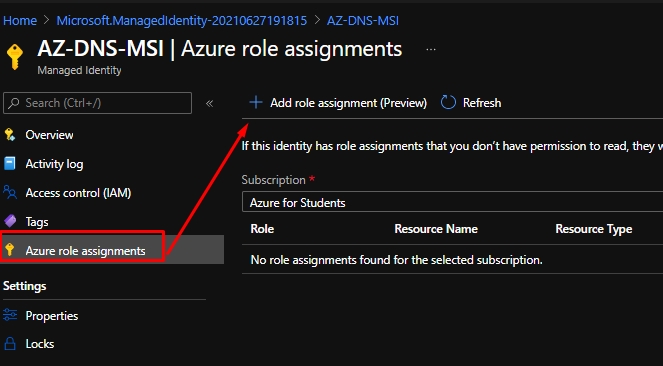 Home > Microsoft.ManagedIdentity-20210627191815 > AZ-DNS-MSI
AZ-DNS-MSI | Azure role assignments ...
Managed Identity
Search (Ctrl+/)
«
+ Add role assignment (Preview)
Refresh
Overview
Activity log
Access control (IAM)
Tags
Azure role assignments
Settings
Properties
Locks
If this identity has role assignments that you don't have permission to read, they w
Subscription *
Azure for Students
Role Resource Name Resource Type
No role assignments found for the selected subscription.